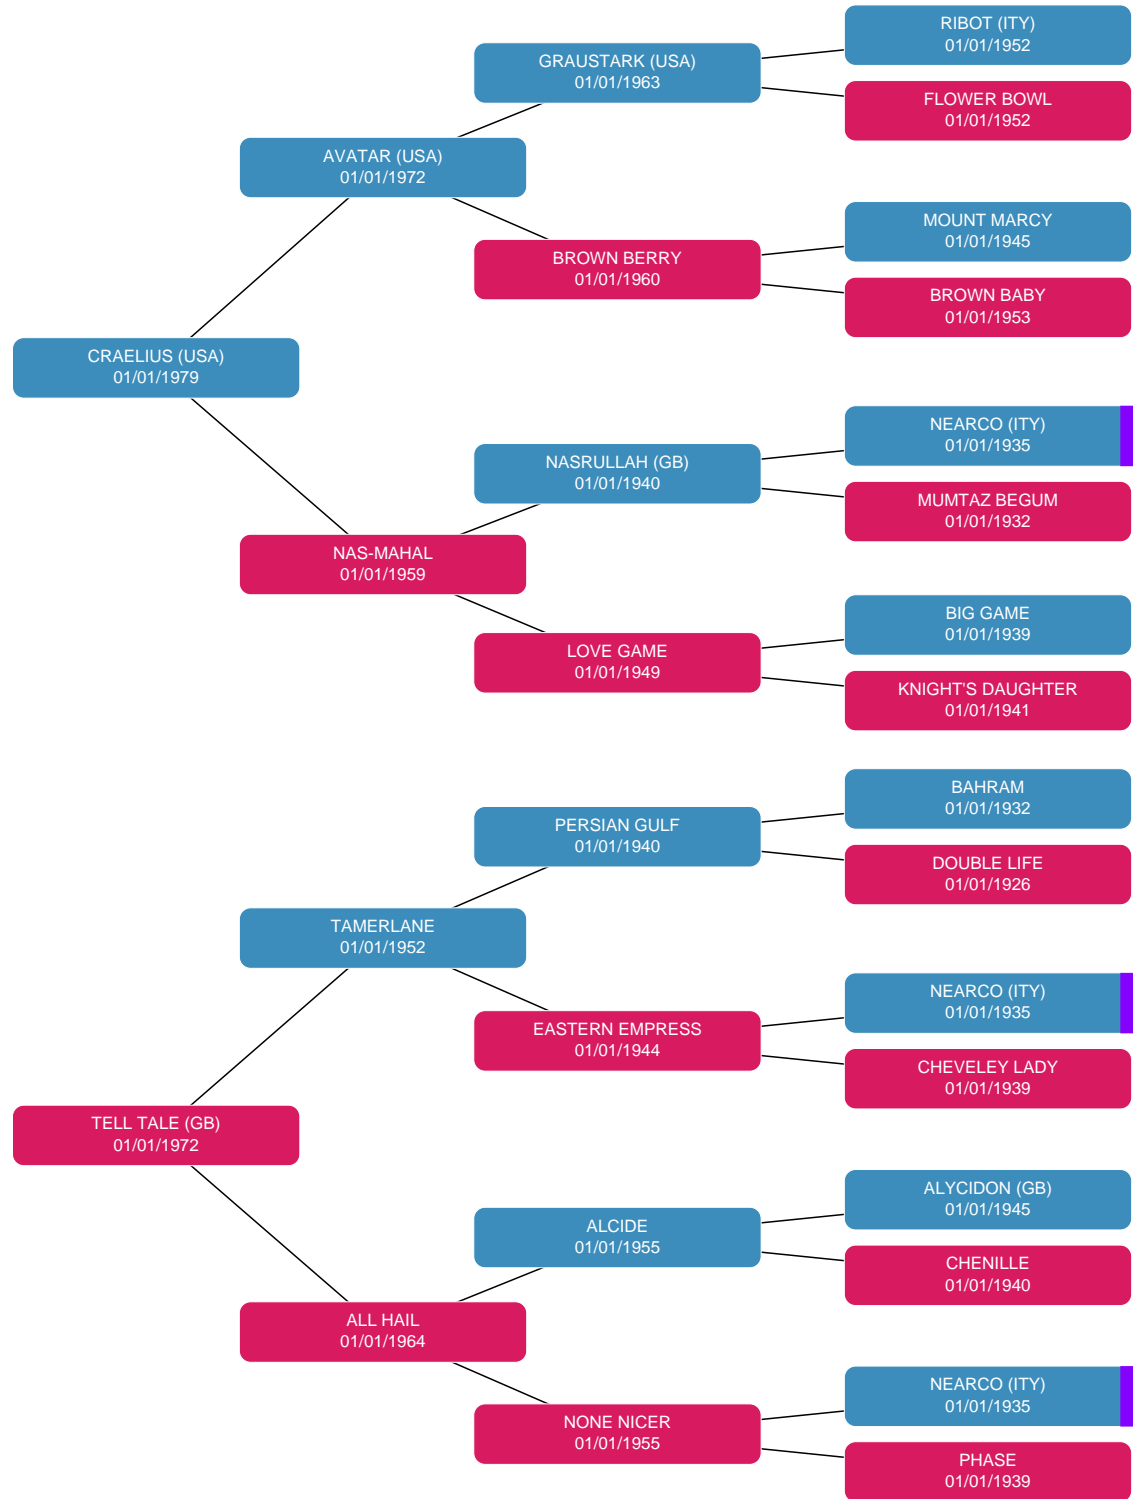 RIBOT (ITY)
01/01/1952
GRAUSTARK (USA)
01/01/1963
FLOWER BOWL
01/01/1952
AVATAR (USA)
01/01/1972
MOUNT MARCY
01/01/1945
BROWN BERRY
01/01/1960
BROWN BABY
01/01/1953
CRAELIUS (USA)
01/01/1979
NEARCO (ITY)
01/01/1935
NASRULLAH (GB)
01/01/1940
MUMTAZ BEGUM
01/01/1932
NAS-MAHAL
01/01/1959
BIG GAME
01/01/1939
LOVE GAME
01/01/1949
KNIGHT'S DAUGHTER
01/01/1941
BAHRAM
01/01/1932
PERSIAN GULF
01/01/1940
DOUBLE LIFE
01/01/1926
TAMERLANE
01/01/1952
NEARCO (ITY)
01/01/1935
EASTERN EMPRESS
01/01/1944
CHEVELEY LADY
01/01/1939
TELL TALE (GB)
01/01/1972
ALYCIDON (GB)
01/01/1945
ALCIDE
01/01/1955
CHENILLE
01/01/1940
ALL HAIL
01/01/1964
NEARCO (ITY)
01/01/1935
NONE NICER
01/01/1955
PHASE
01/01/1939